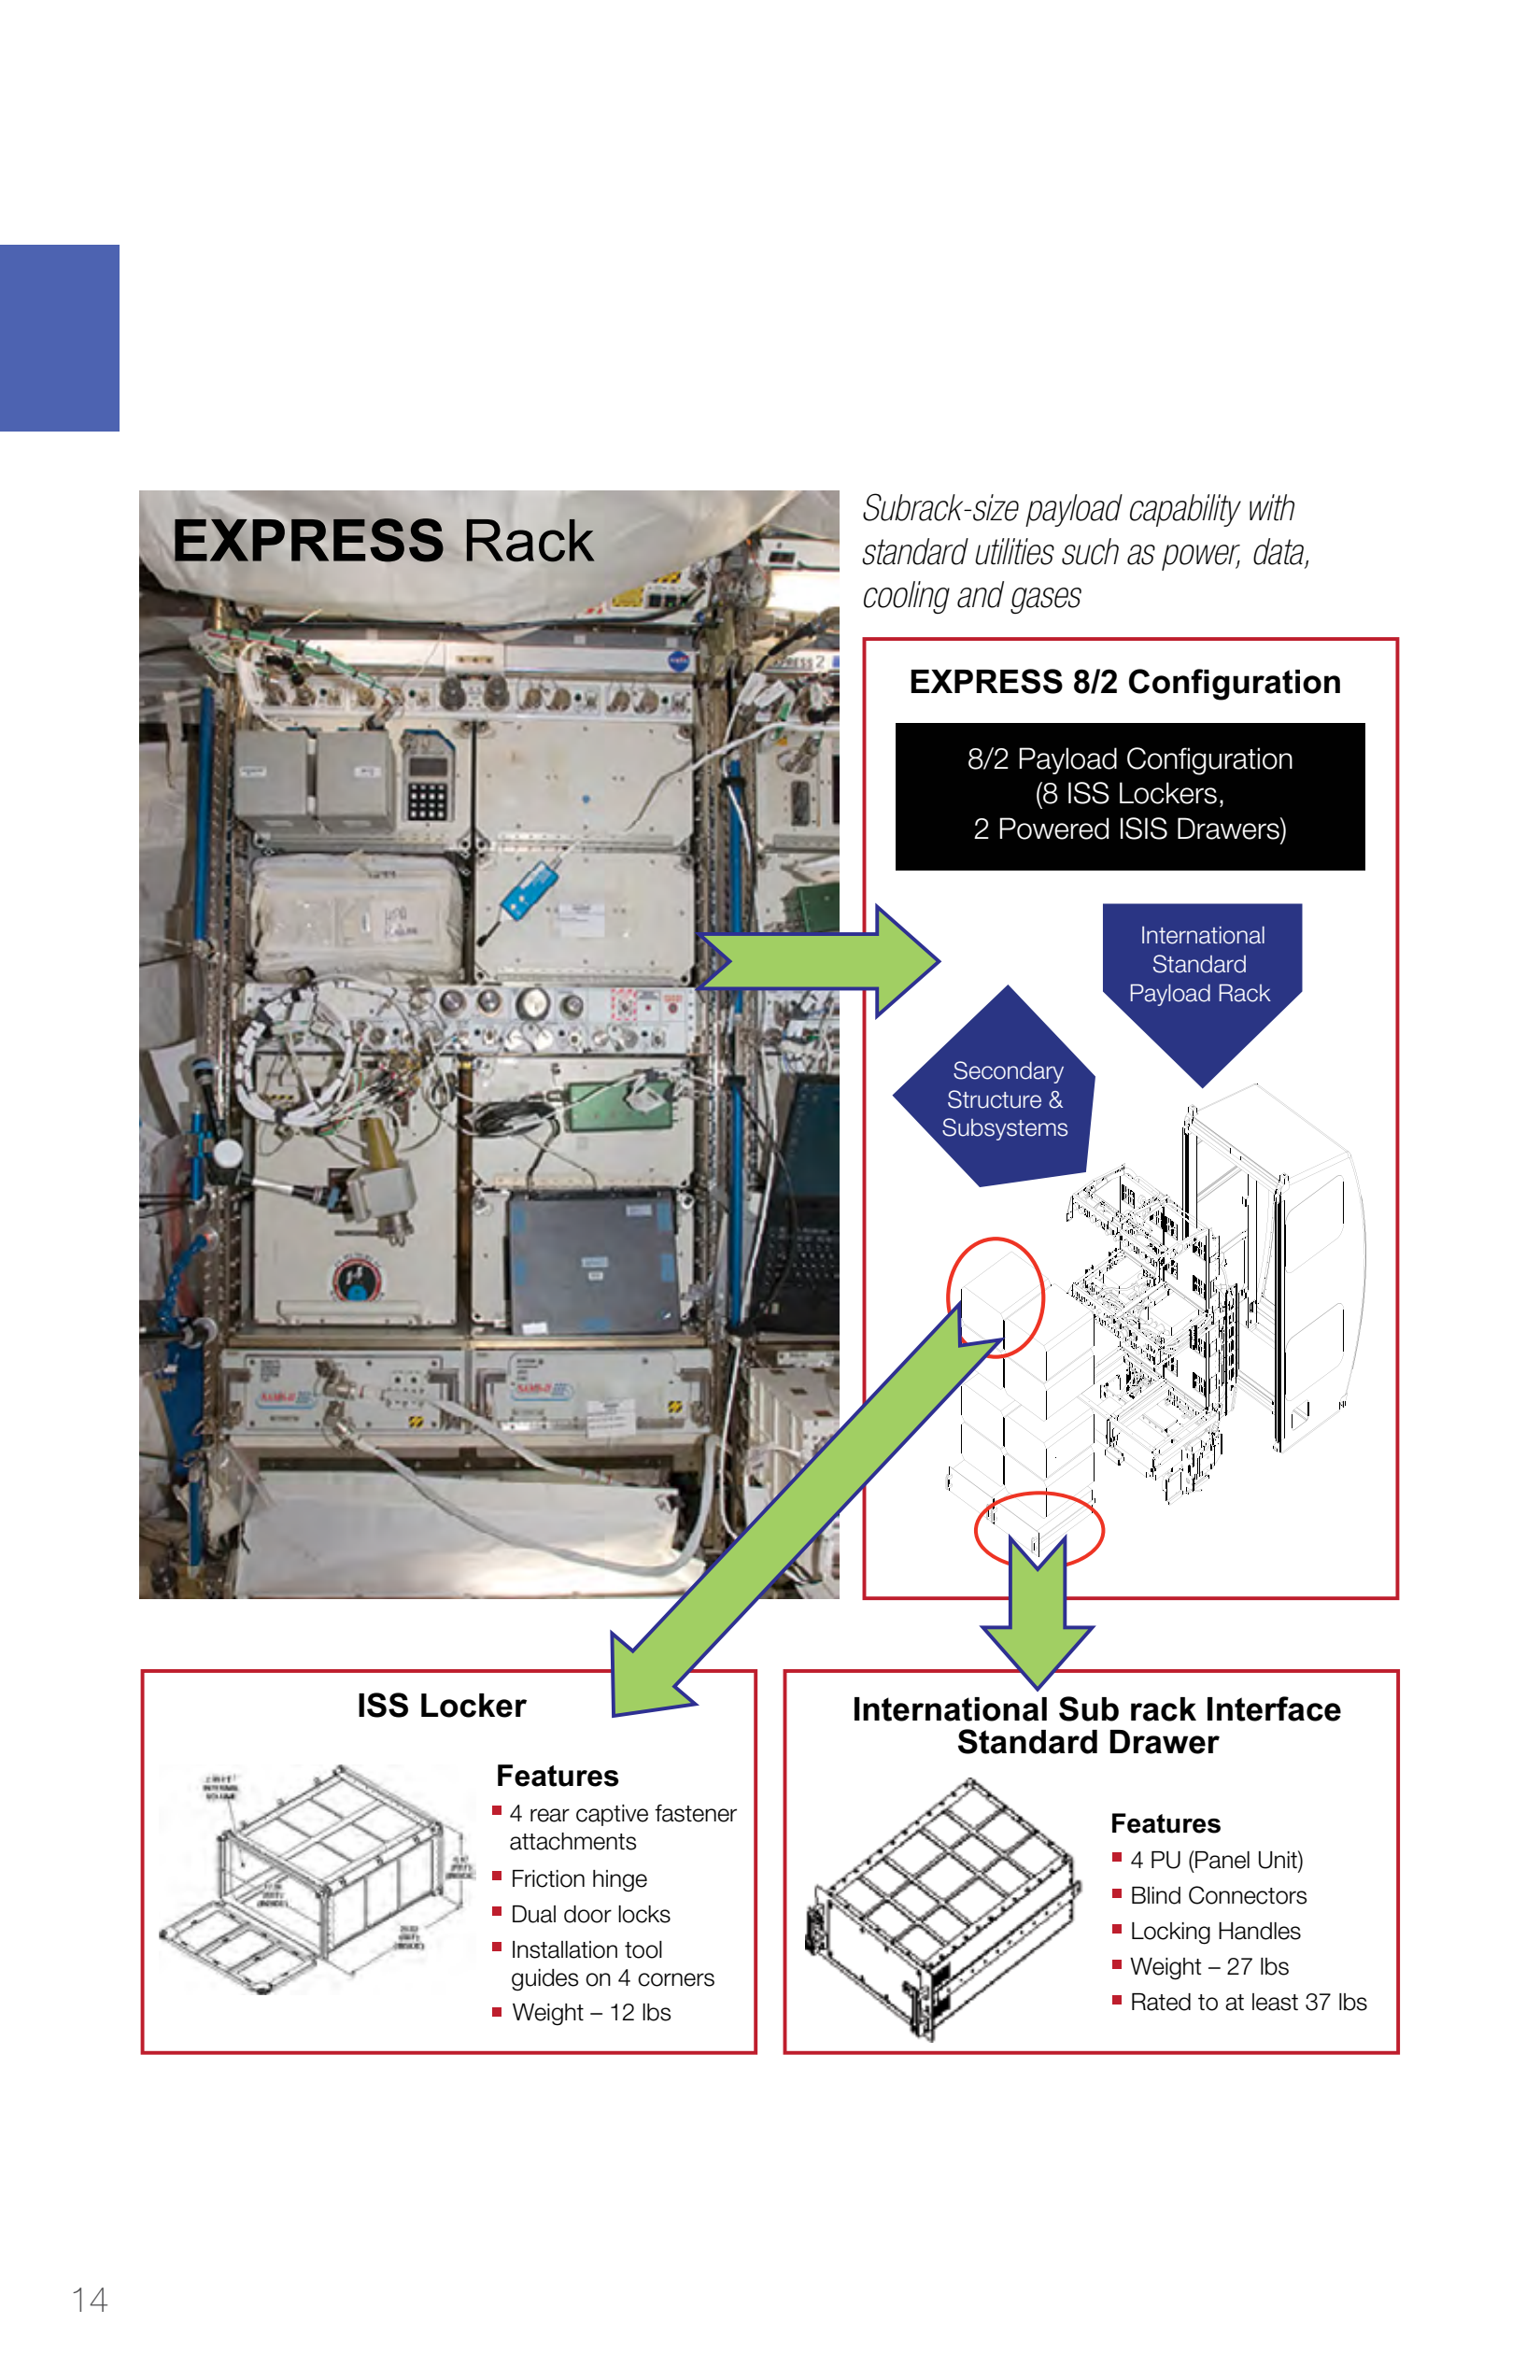 EXPRESS Rack
Subrack-size payload capability with
standard utilities such as power, data,
cooling and gases
EXPRESS 8/2 Configuration
8/2 Payload Configuration
(8 ISS Lockers,
2 Powered ISIS Drawers)
International
Standard
Payload Rack
Secondary
Structure &
Subsystems
ISS Locker
Features
▪ 4 rear captive fastener
attachments
▪ Friction hinge
▪ Dual door locks
▪ Installation tool
guides on 4 corners
▪ Weight – 12 lbs
International Sub rack Interface
Standard Drawer
Features
▪ 4 PU (Panel Unit)
▪ Blind Connectors
▪ Locking Handles
▪ Weight – 27 lbs
▪ Rated to at least 37 lbs
14